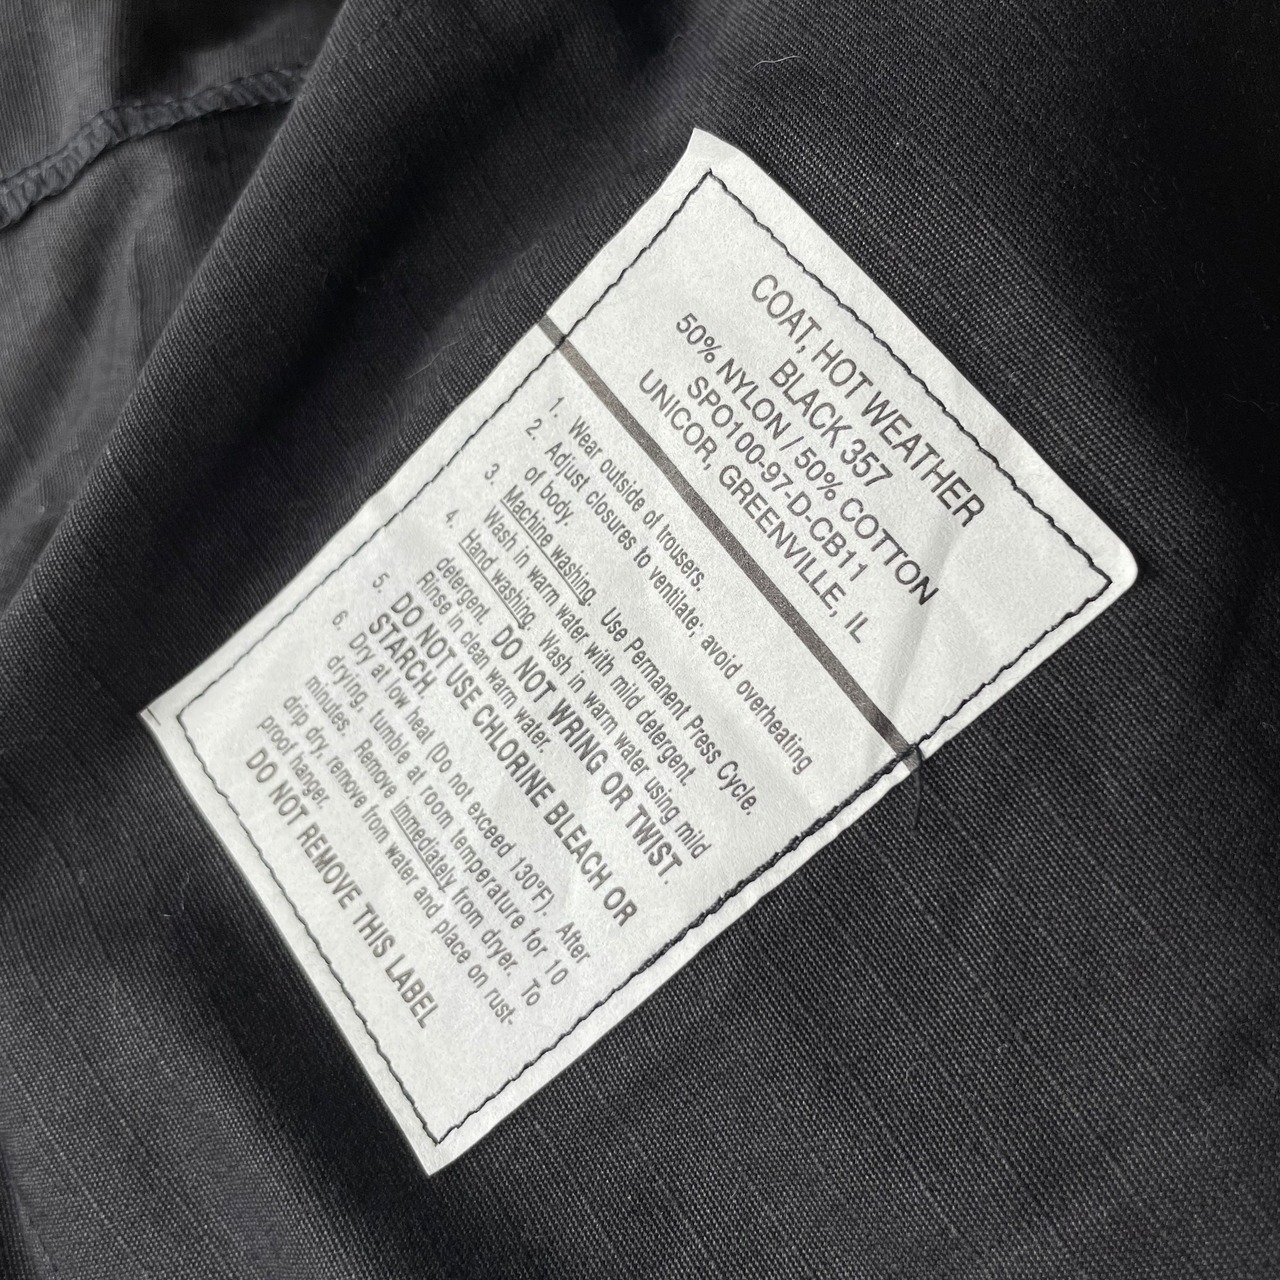 COAT, HOT WEATHER
BLACK 357
50% NYLON / 50% COTTON
SPO100-97-D-CB11
UNICOR, GREENVILLE, IL
1. Wear outside of trousers.
2. Adjust closures to ventilate; avoid overheating
of body.
3. Machine washing. Use Permanent Press Cycle.
Wash in warm water with mild detergent.
4. Hand washing. Wash in warm water using mild
detergent. DO NOT WRING OR TWIST.
Rinse in clean warm water.
5. DO NOT USE CHLORINE BLEACH OR
STARCH.
6. Dry at low heat (Do not exceed 130°F). After
drying, tumble at room temperature for 10
minutes. Remove immediately from dryer. To
drip dry, remove from water and place on rust-
proof hanger.
DO NOT REMOVE THIS LABEL